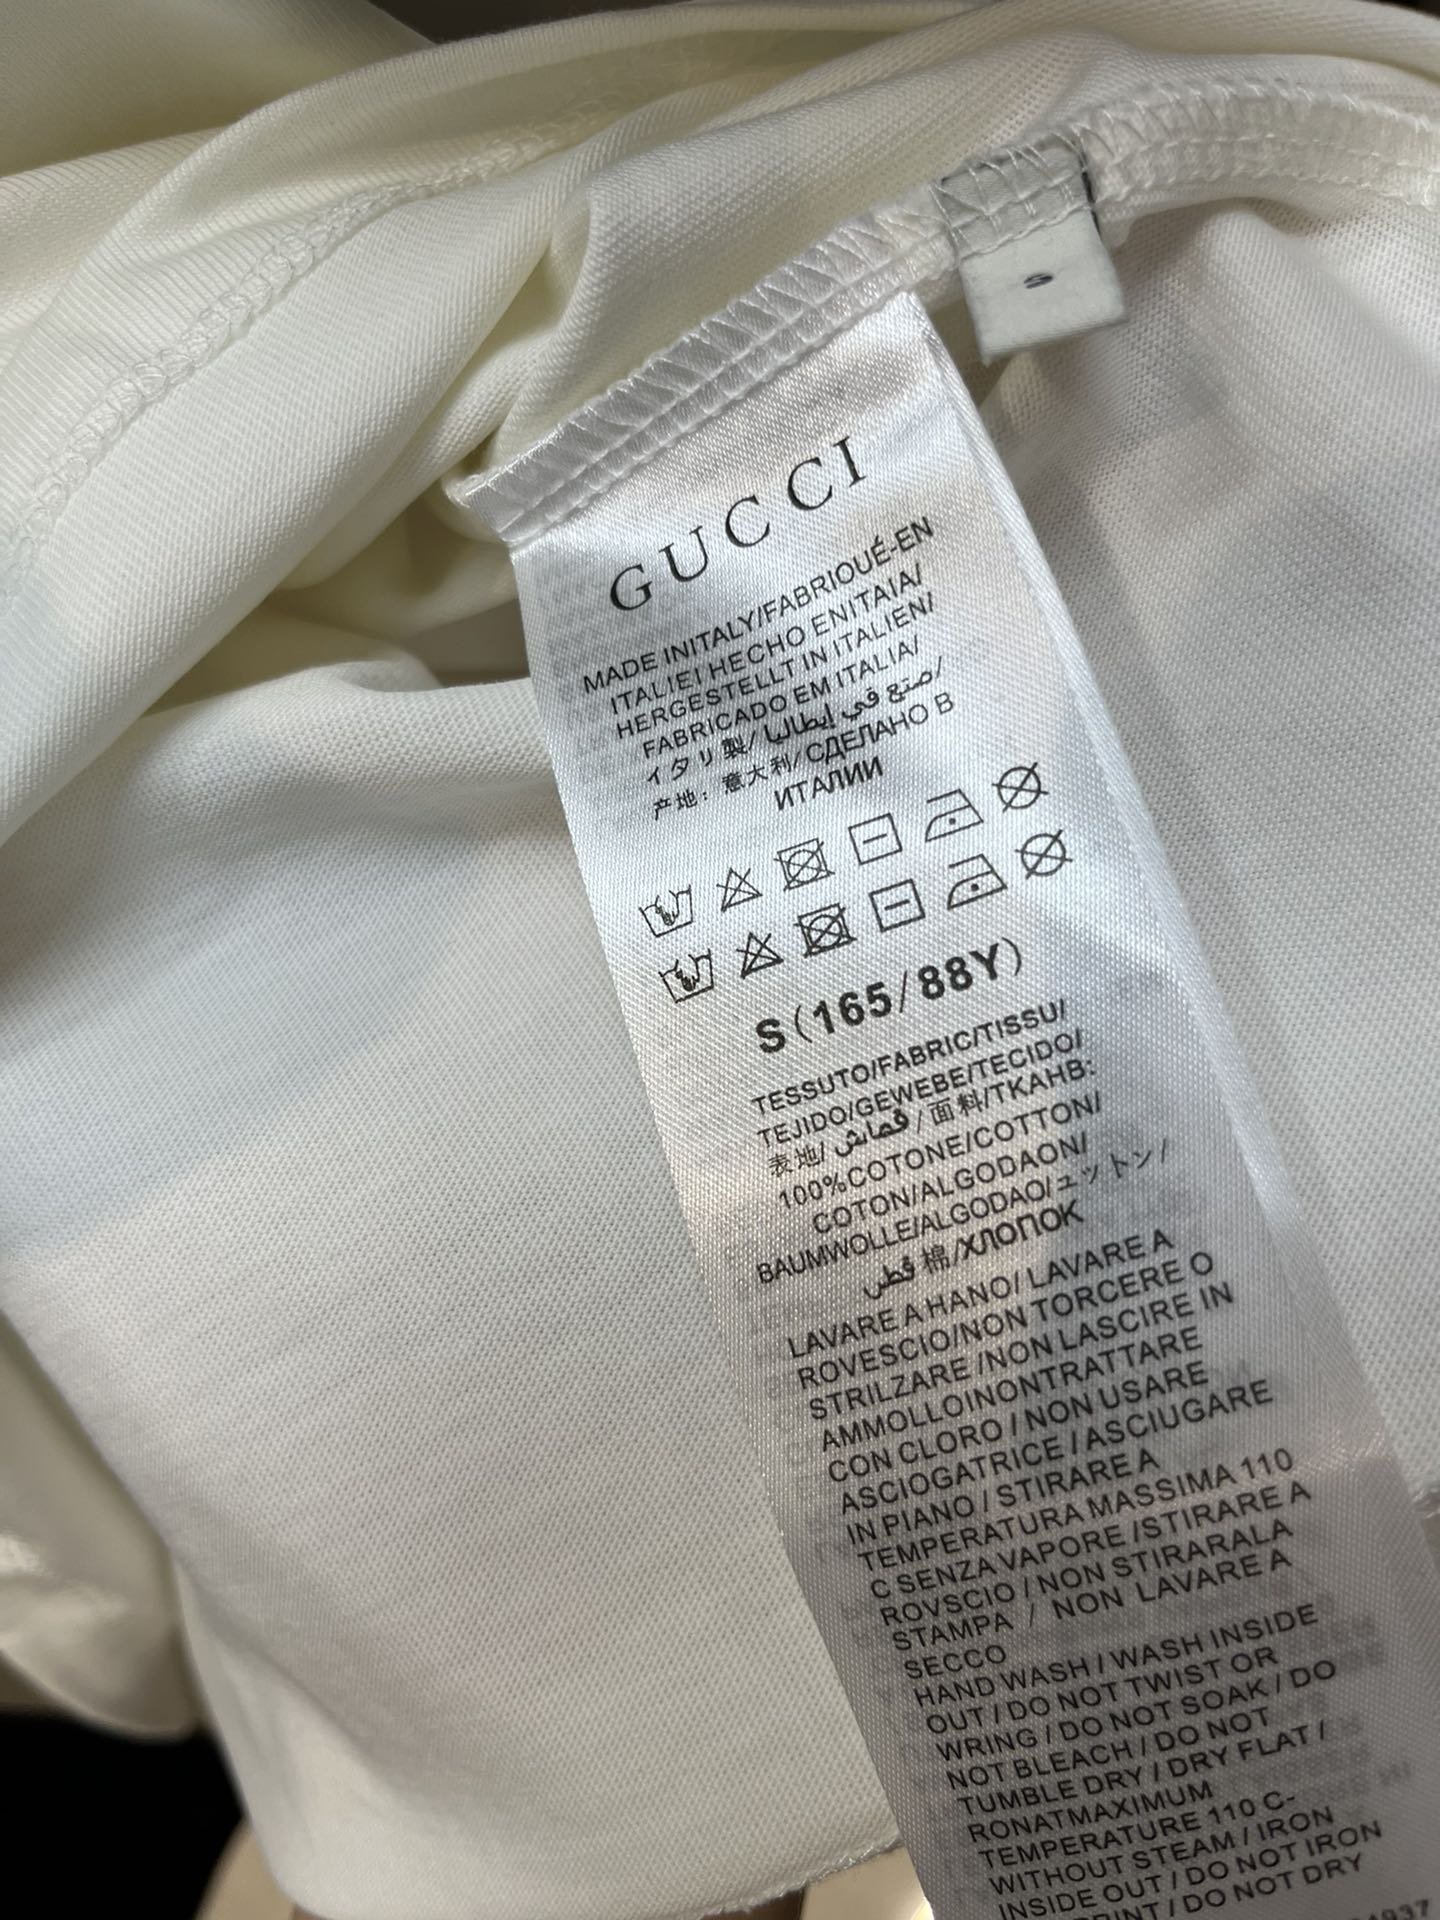 S
GUCCI
MADE INITALY/FABRIOUÉ-EN
ITALIEI HECHO ENITAIA/
HERGESTELLT IN ITALIEN/
FABRICADO EM ITALIA/
イタリ製/صنع في إيطاليا/
产地：意大利/СДЕЛАНО В
ИТАЛИИ
S(165/88Y)
TESSUTO/FABRIC/TISSU/
TEJIDO/GEWEBE/TECIDO/
表地/قماش/面料/TKAHB:
100%COTONE/COTTON/
COTON/ALGODAON/
BAUMWOLLE/ALGODAO/ュットン/
قطن 棉/ХЛОПОК
LAVARE A HANO/ LAVARE A
ROVESCIO/NON TORCERE O
STRILZARE /NON LASCIRE IN
AMMOLLOINONTRATTARE
CON CLORO / NON USARE
ASCIOGATRICE / ASCIUGARE
IN PIANO / STIRARE A
TEMPERATURA MASSIMA 110
C SENZA VAPORE /STIRARE A
ROVSCIO / NON STIRARALA
STAMPA / NON LAVARE A
SECCO
HAND WASH / WASH INSIDE
OUT / DO NOT TWIST OR
WRING / DO NOT SOAK / DO
NOT BLEACH / DO NOT
TUMBLE DRY / DRY FLAT /
RONATMAXIMUM
TEMPERATURE 110 C-
WITHOUT STEAM / IRON
INSIDE OUT / DO NOT IRON
/ DO NOT DRY